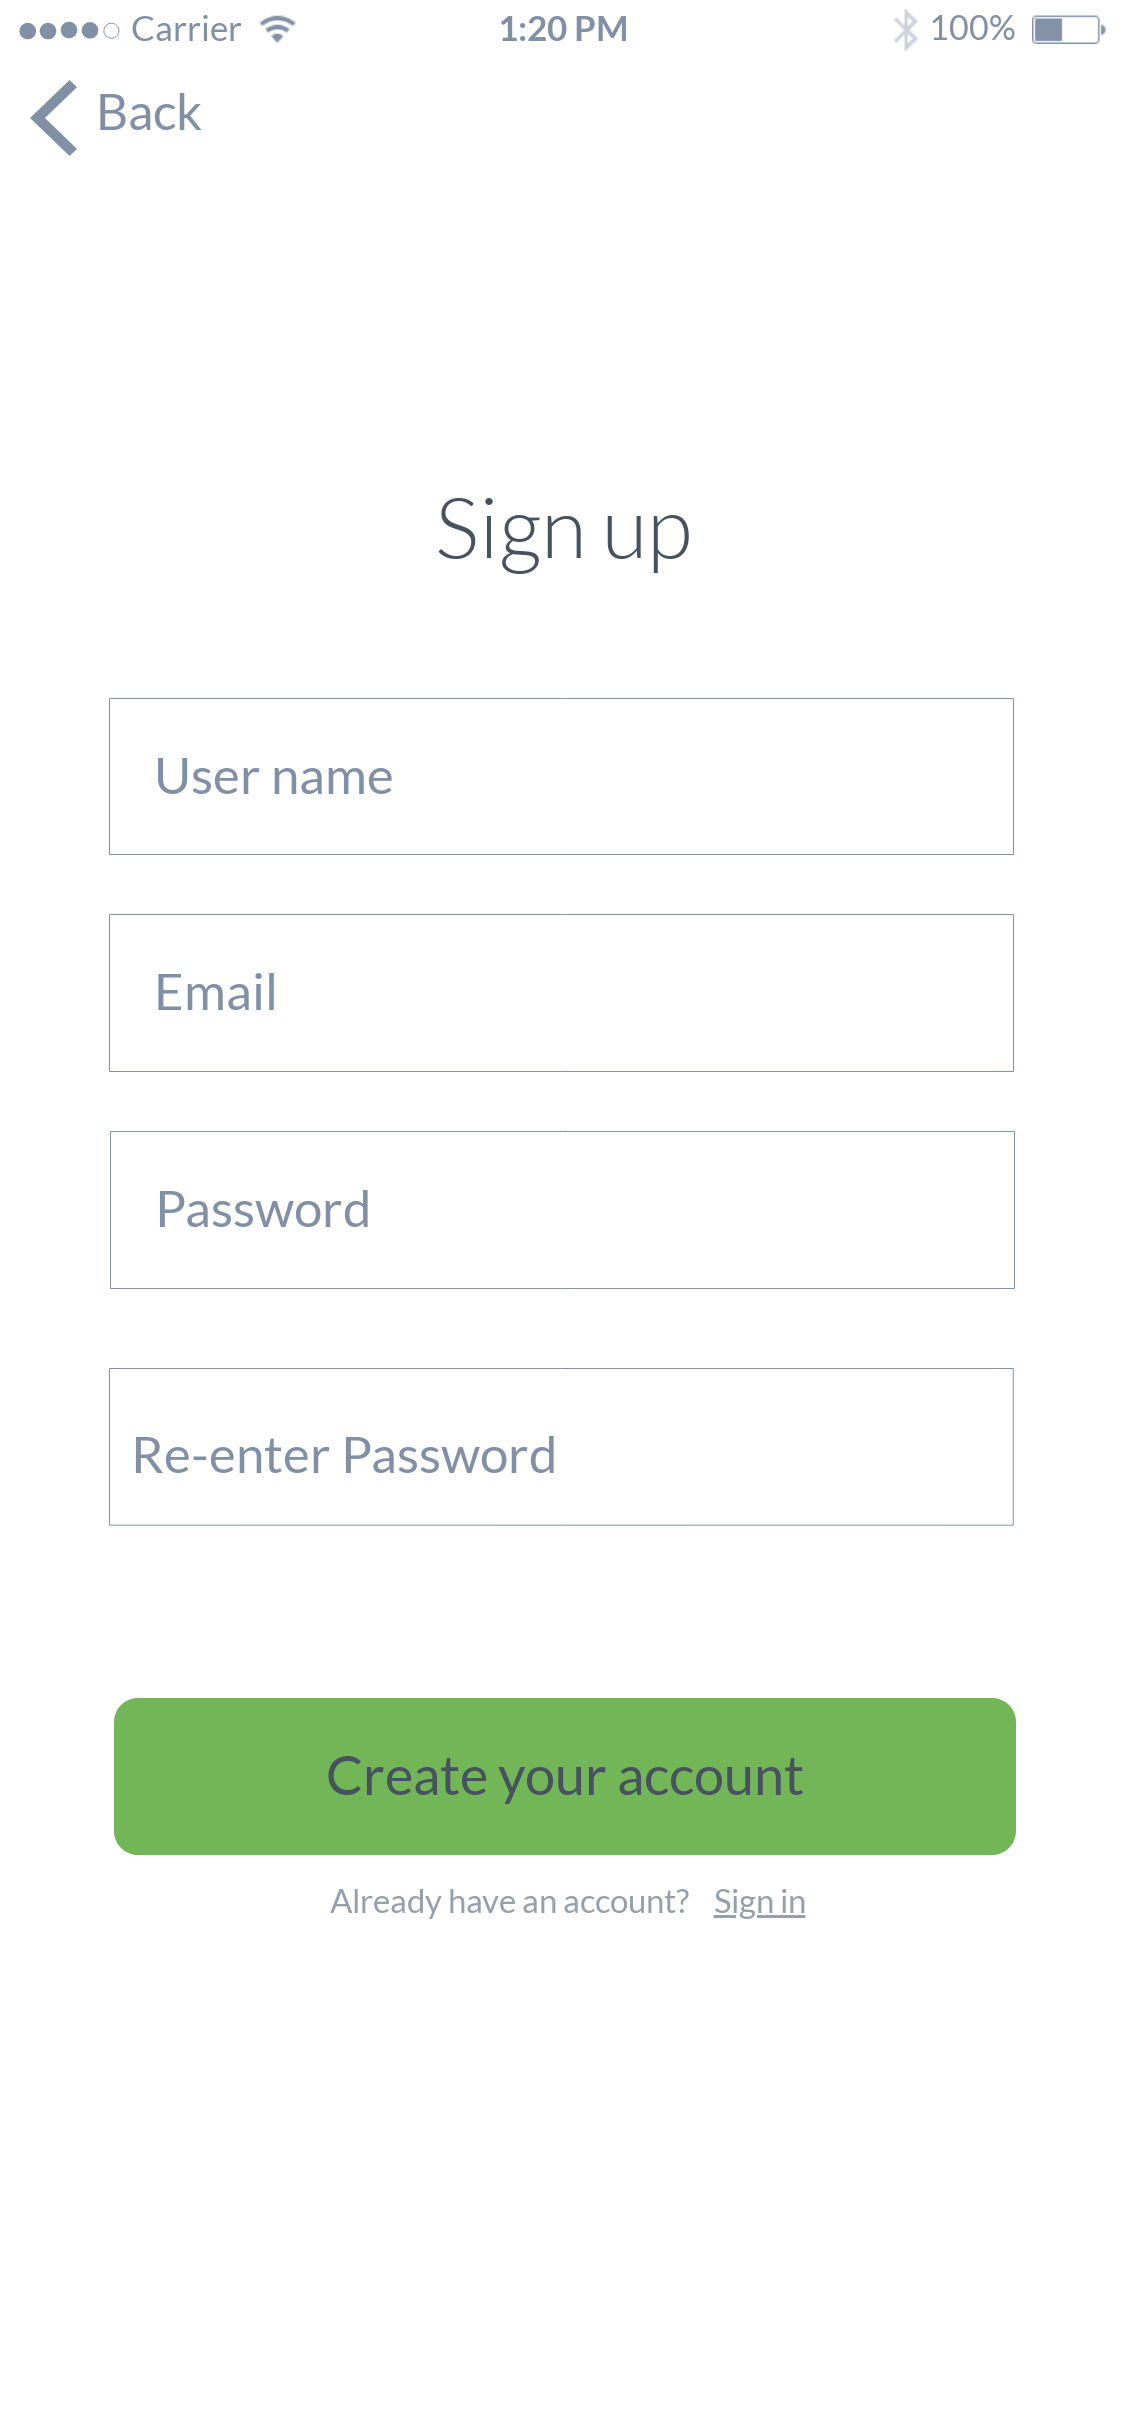 Carrier 1:20 PM 100%
Back
Sign up
User name
Email
Password
Re-enter Password
Create your account
Already have an account? Sign in